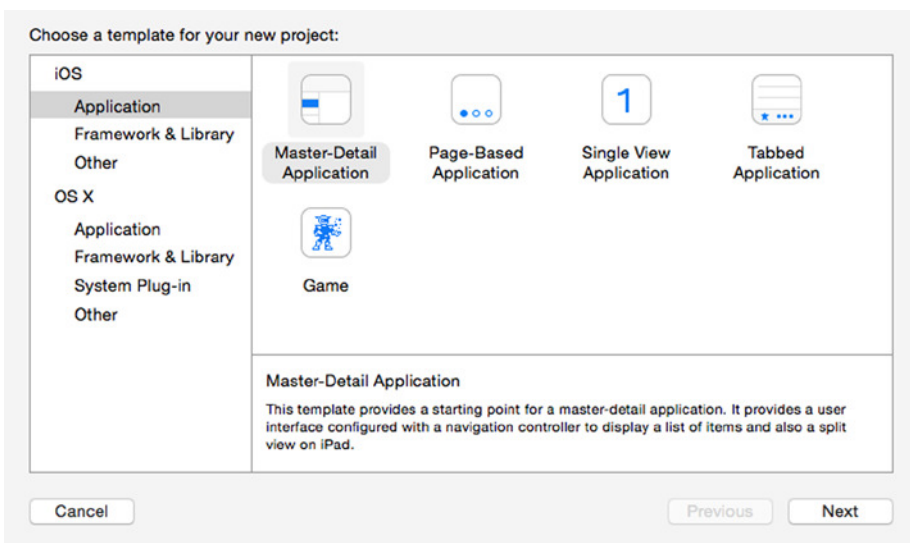 Choose a template for your new project:
iOS
Application
Framework & Library
Other
OS X
Application
Framework & Library
System Plug-in
Other
Master-Detail
Application
Page-Based
Application
1
Single View
Application
Tabbed
Application
Game
Master-Detail Application
This template provides a starting point for a master-detail application. It provides a user
interface configured with a navigation controller to display a list of items and also a split
view on iPad.
Cancel
Previous
Next